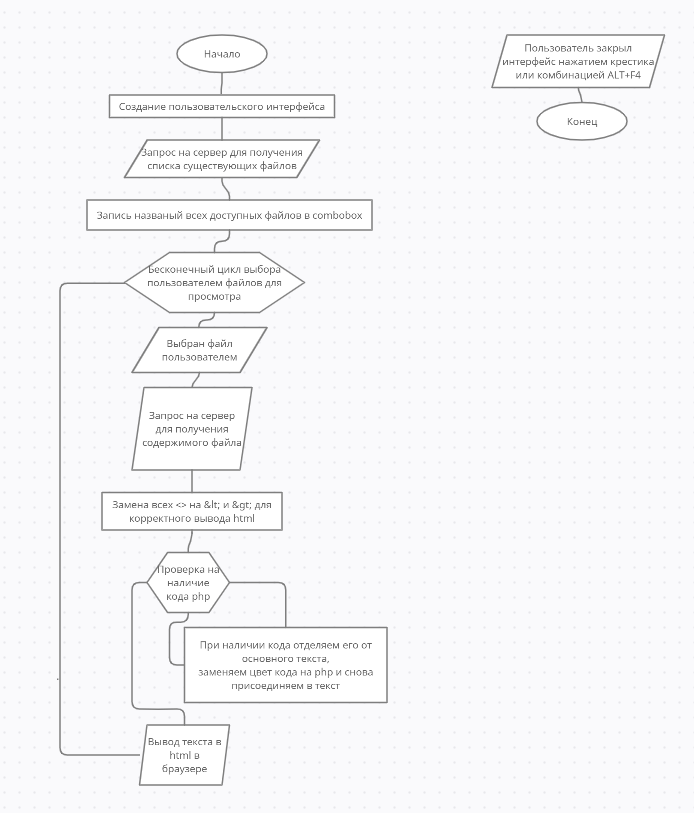 Начало
Создание пользовательского интерфейса
Запрос на сервер для получения
списка существующих файлов
Запись названый всех доступных файлов в combobox
Бесконечный цикл выбора
пользователем файлов для
просмотра
Выбран файл
пользователем
Запрос на сервер
для получения
содержимого файла
Замена всех <> на &lt; и &gt; для
корректного вывода html
Проверка на
наличие
кода php
При наличии кода отделяем его от
основного текста,
заменяем цвет кода на php и снова
присоединяем в текст
Вывод текста в
html в
браузере
Пользователь закрыл
интерфейс нажатием крестика
или комбинацией ALT+F4
Конец